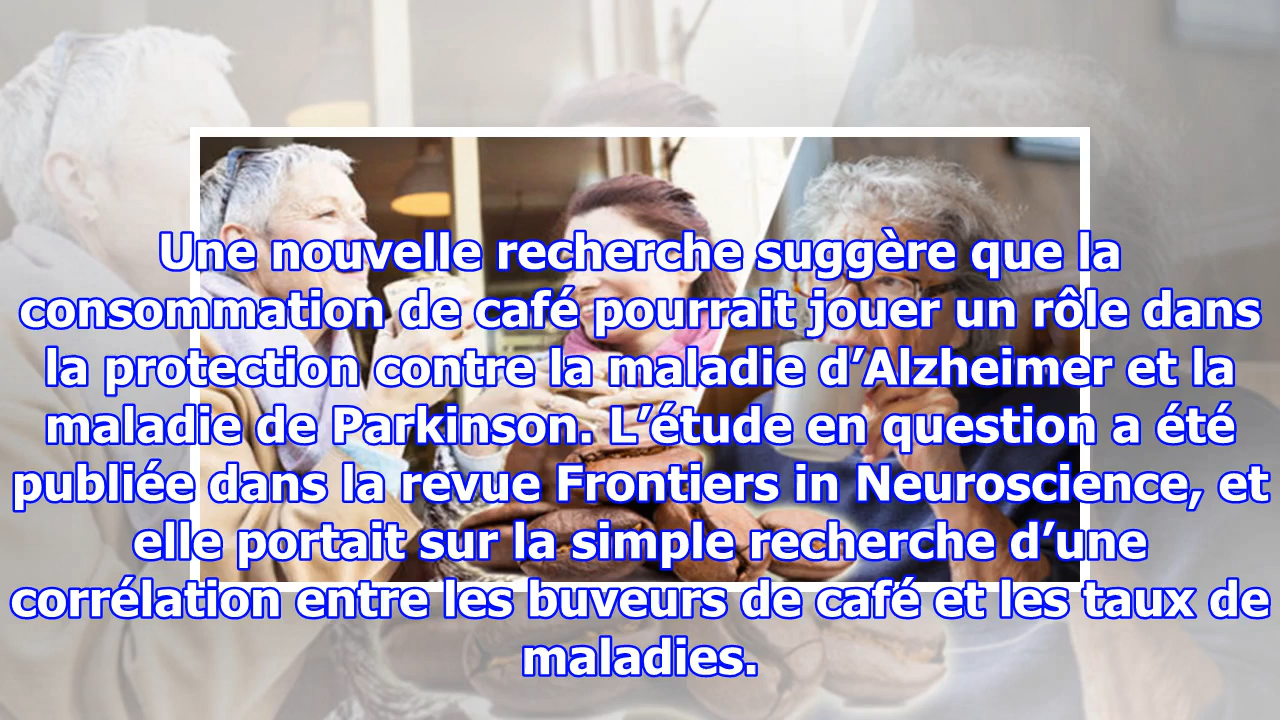 Une nouvelle recherche suggère que la
consommation de café pourrait jouer un rôle dans
la protection contre la maladie d’Alzheimer et la
maladie de Parkinson. L’étude en question a été
publiée dans la revue Frontiers in Neuroscience, et
elle portait sur la simple recherche d’une
corrélation entre les buveurs de café et les taux de
maladies.